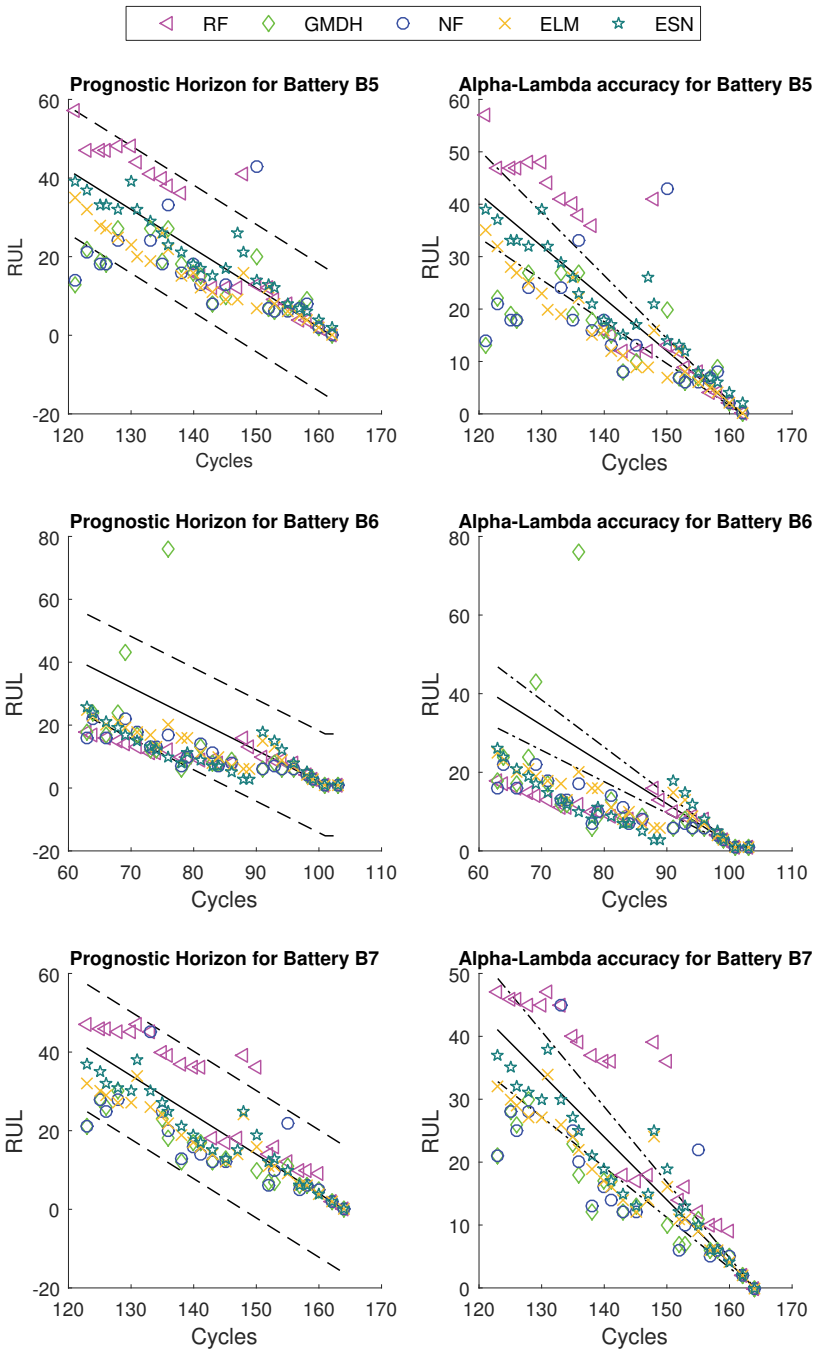 RF GMDH NF ELM ESN
Prognostic Horizon for Battery B5
60
40
20
0
-20
RUL
120 130 140 150 160 170
Cycles
Alpha-Lambda accuracy for Battery B5
60
50
40
30
20
10
0
RUL
120 130 140 150 160 170
Cycles
Prognostic Horizon for Battery B6
80
60
40
20
0
-20
RUL
60 70 80 90 100 110
Cycles
Alpha-Lambda accuracy for Battery B6
80
60
40
20
0
RUL
60 70 80 90 100 110
Cycles
Prognostic Horizon for Battery B7
60
40
20
0
-20
RUL
120 130 140 150 160 170
Cycles
Alpha-Lambda accuracy for Battery B7
50
40
30
20
10
0
RUL
120 130 140 150 160 170
Cycles